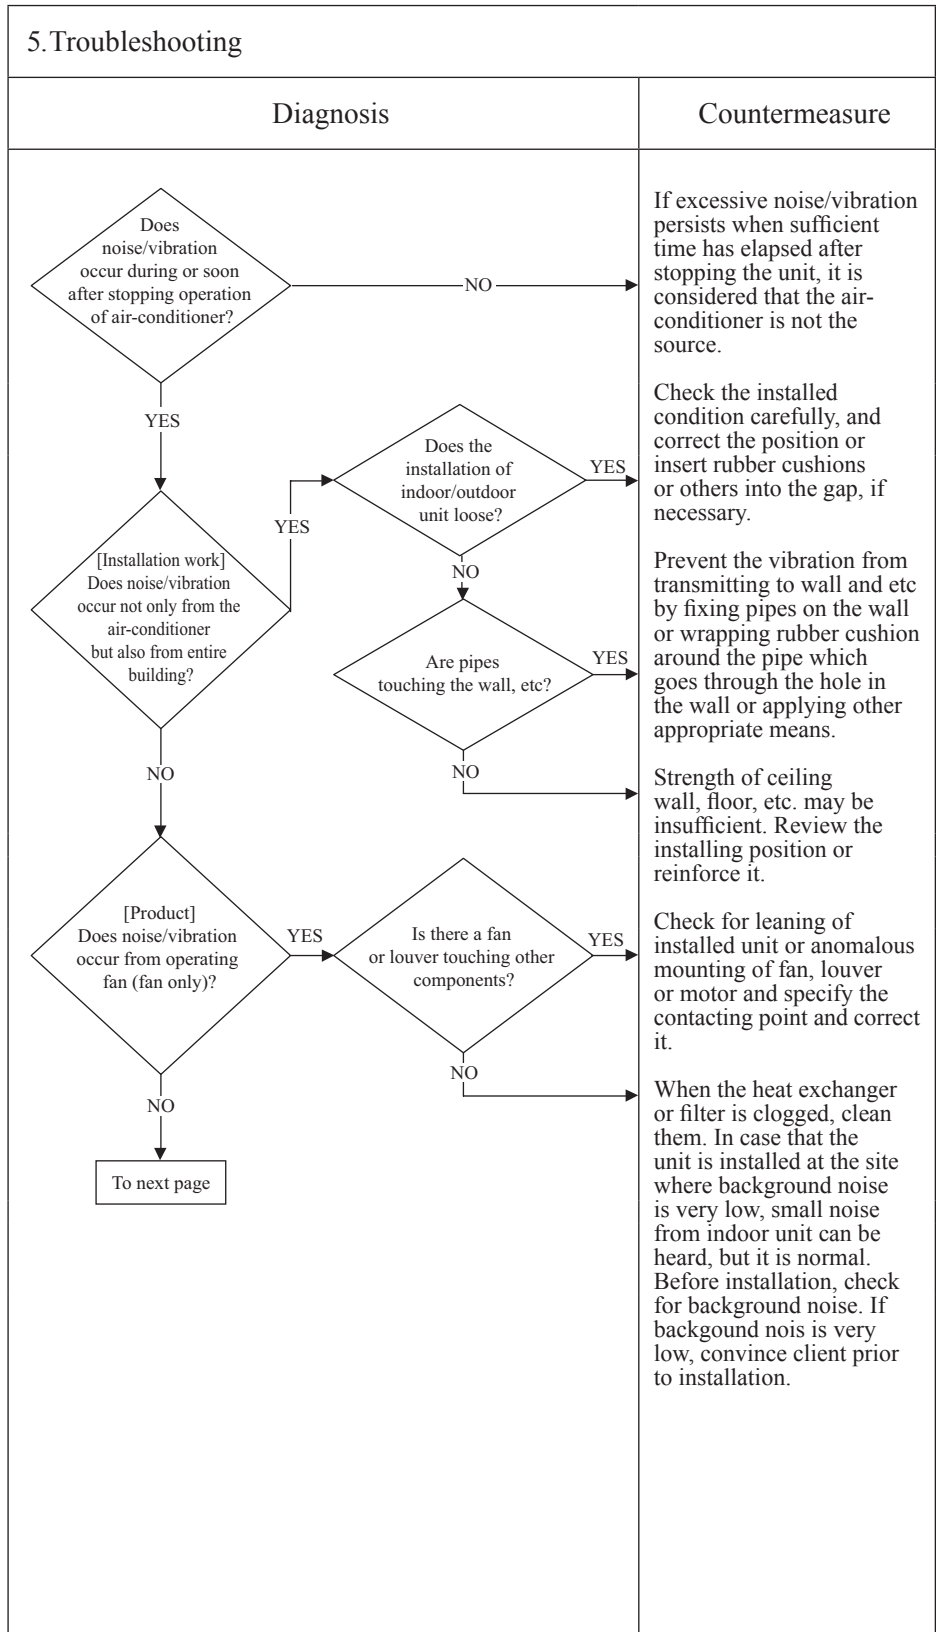 5.Troubleshooting
Diagnosis
Countermeasure
Does
noise/vibration
occur during or soon
after stopping operation
of air-conditioner?
NO
If excessive noise/vibration
persists when sufficient
time has elapsed after
stopping the unit, it is
considered that the air-
conditioner is not the
source.
YES
[Installation work]
Does noise/vibration
occur not only from the
air-conditioner
but also from entire
building?
YES
Does the
installation of
indoor/outdoor
unit loose?
YES
Check the installed
condition carefully, and
correct the position or
insert rubber cushions
or others into the gap, if
necessary.
NO
Are pipes
touching the wall, etc?
YES
Prevent the vibration from
transmitting to wall and etc
by fixing pipes on the wall
or wrapping rubber cushion
around the pipe which
goes through the hole in
the wall or applying other
appropriate means.
NO
Strength of ceiling
wall, floor, etc. may be
insufficient. Review the
installing position or
reinforce it.
NO
[Product]
Does noise/vibration
occur from operating
fan (fan only)?
YES
Is there a fan
or louver touching other
components?
YES
Check for leaning of
installed unit or anomalous
mounting of fan, louver
or motor and specify the
contacting point and correct
it.
NO
When the heat exchanger
or filter is clogged, clean
them. In case that the
unit is installed at the site
where background noise
is very low, small noise
from indoor unit can be
heard, but it is normal.
Before installation, check
for background noise. If
backgound nois is very
low, convince client prior
to installation.
NO
To next page